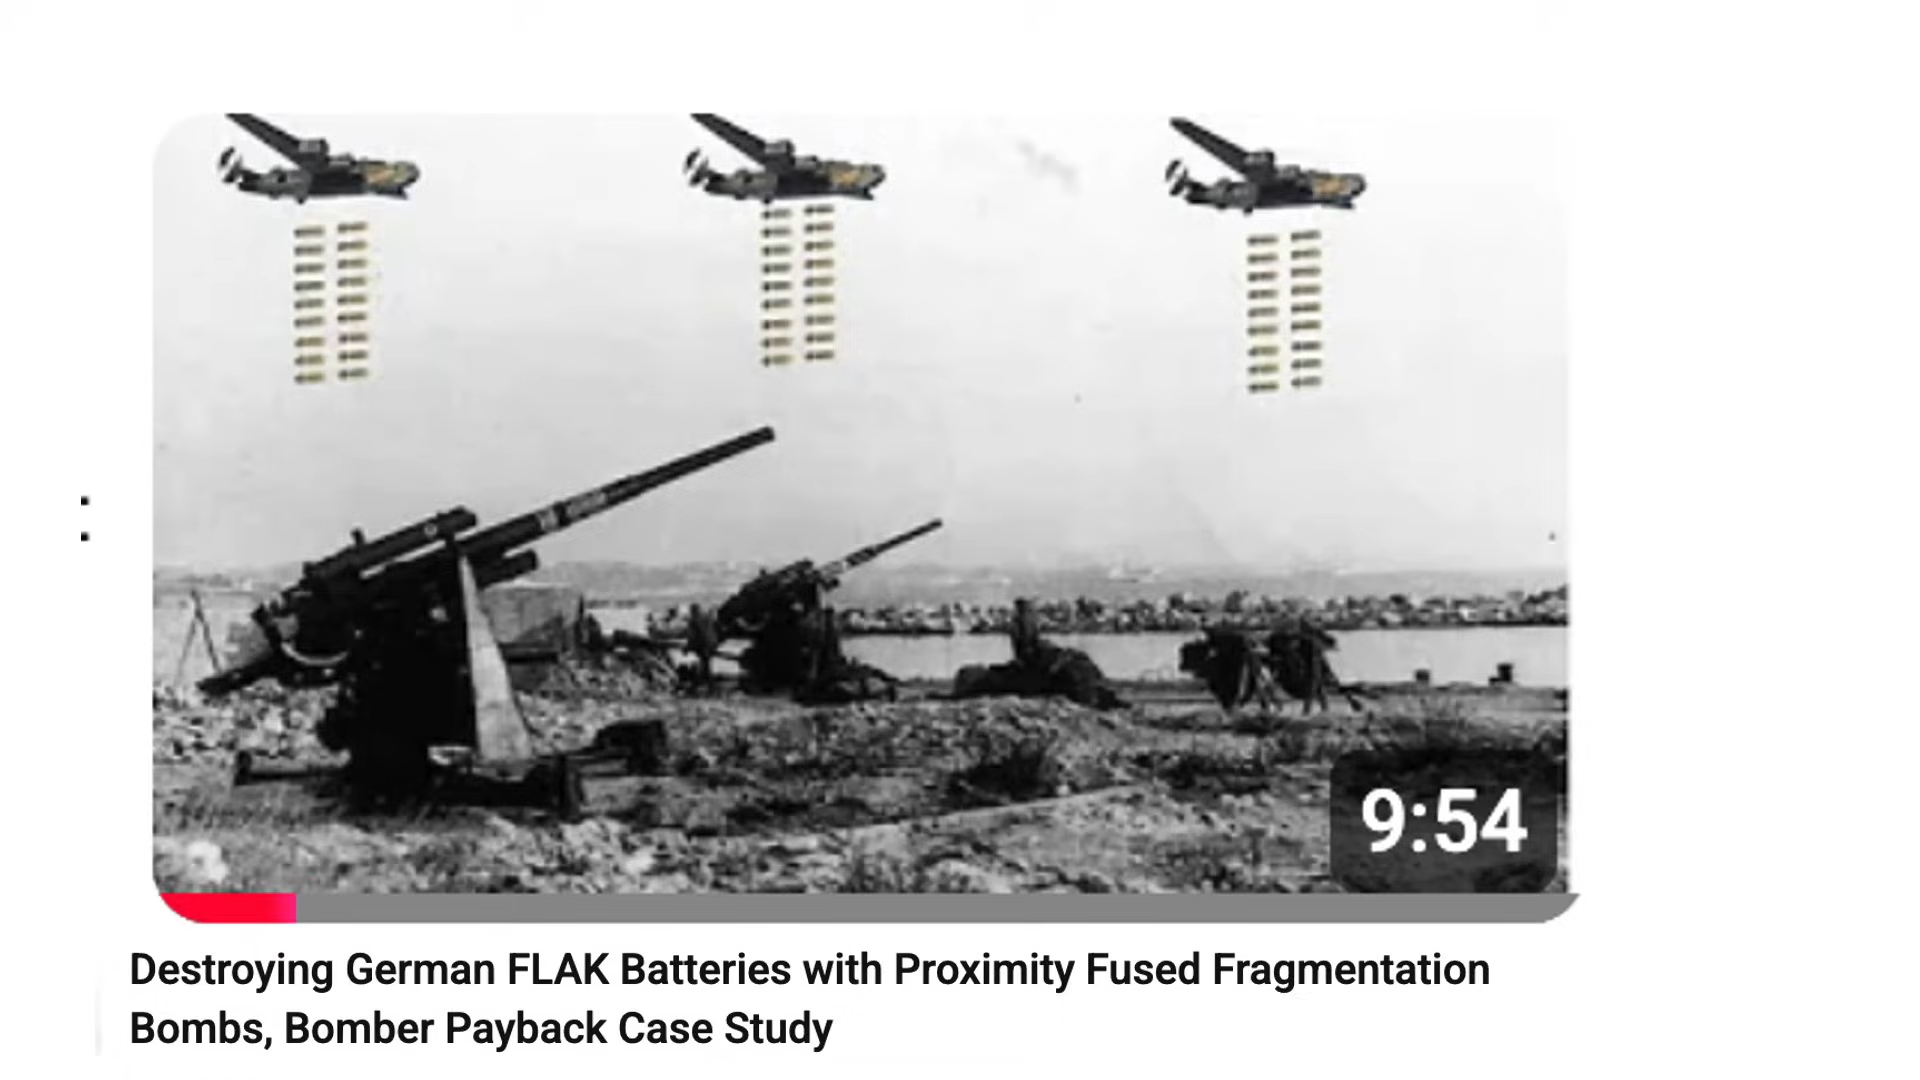 9:54
Destroying German FLAK Batteries with Proximity Fused Fragmentation
Bombs, Bomber Payback Case Study